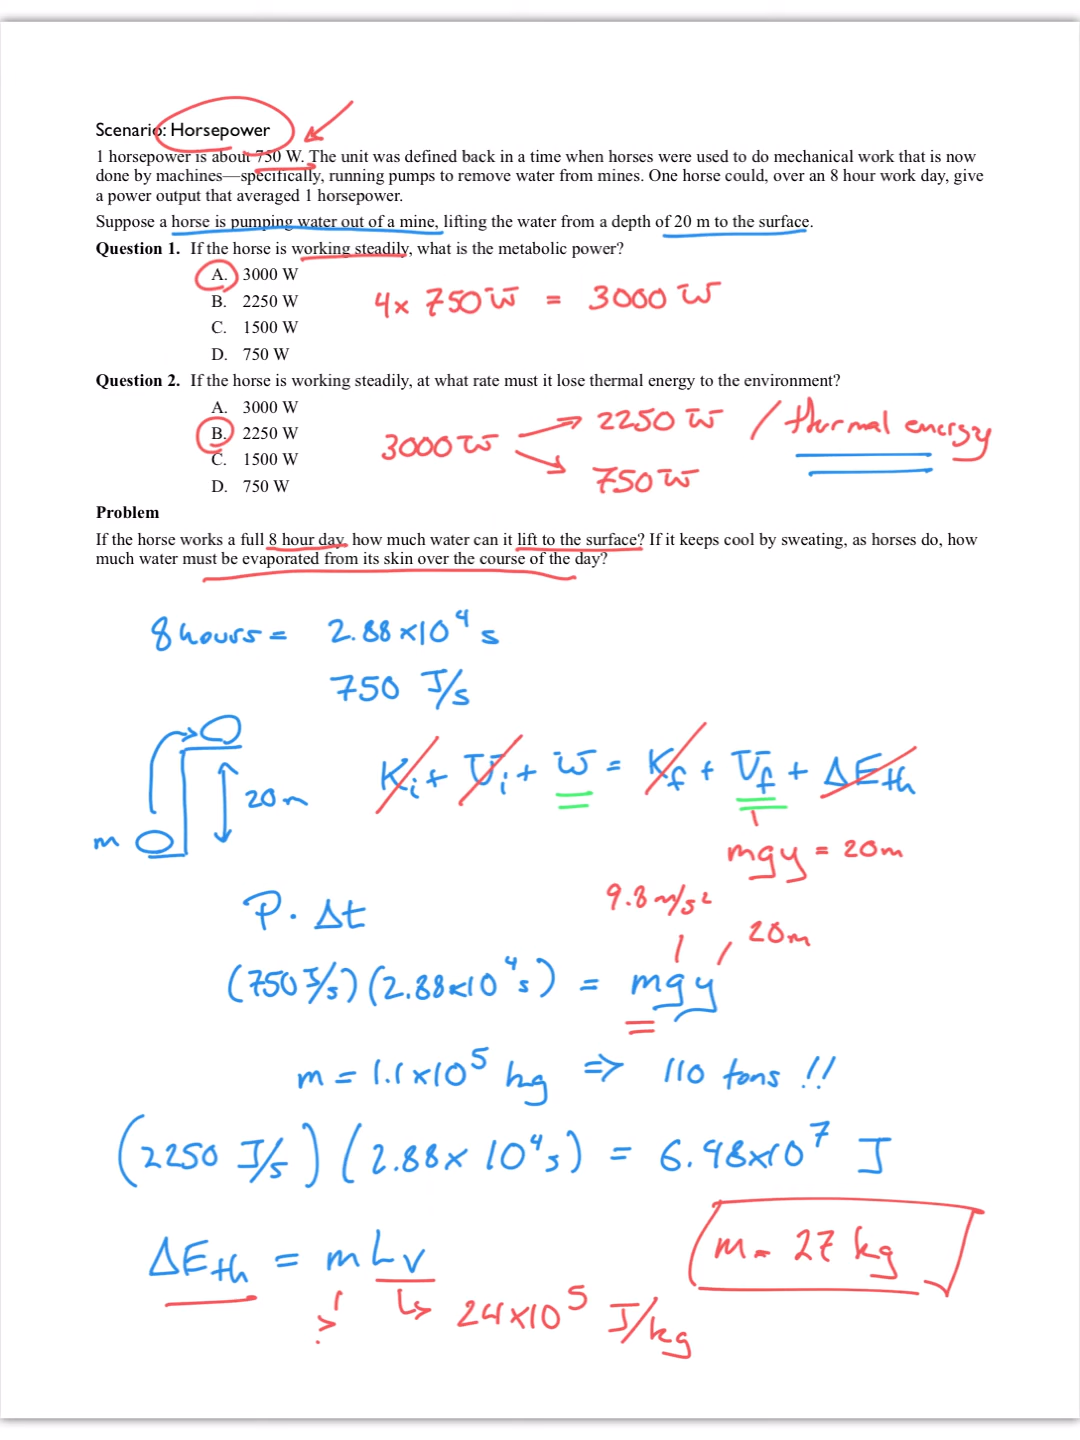 Scenario: Horsepower
1 horsepower is about 750 W. The unit was defined back in a time when horses were used to do mechanical work that is now
done by machines—specifically, running pumps to remove water from mines. One horse could, over an 8 hour work day, give
a power output that averaged 1 horsepower.
Suppose a horse is pumping water out of a mine, lifting the water from a depth of 20 m to the surface.
Question 1. If the horse is working steadily, what is the metabolic power?
A. 3000 W
B. 2250 W
C. 1500 W
D. 750 W
4x 750 W = 3000 W
Question 2. If the horse is working steadily, at what rate must it lose thermal energy to the environment?
A. 3000 W
B. 2250 W
C. 1500 W
D. 750 W
3000 W → 2250 W / thermal energy
→ 750 W
Problem
If the horse works a full 8 hour day, how much water can it lift to the surface? If it keeps cool by sweating, as horses do, how
much water must be evaporated from its skin over the course of the day?
8 hours = 2.88 x10⁴ s
750 J/s
m 20 m
Ki + Ui + W = Kf + Uf + ΔEth
mgy = 20m
P · Δt
9.8 m/s²
20m
(750 J/s) (2.88x10⁴ s) = mgy
m = 1.1x10⁵ kg ⇒ 110 tons !!
(2250 J/s) (2.88x 10⁴ s) = 6.48x10⁷ J
ΔEth = mLv
? ↳ 24x10⁵ J/kg
m = 27 kg